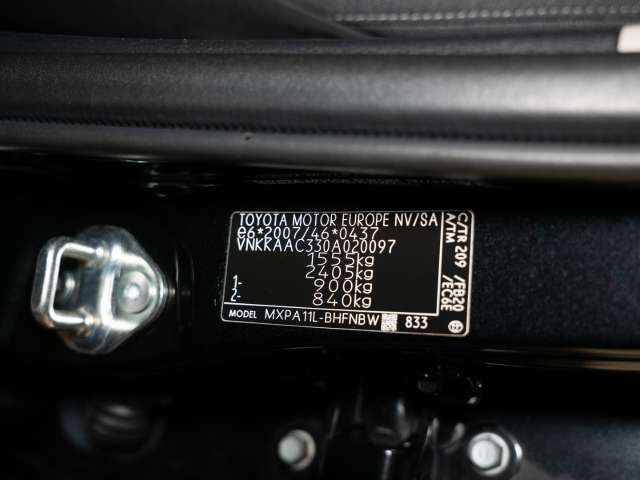 TOYOTA MOTOR EUROPE NV/SA
e6*2007/46*0437
VNKKAAC330A020097
1555kg
2405kg
1- 900kg
2- 840kg
MODEL MXPA11L-BHFNBW 833
C/TR 209 /FB20
A/TM /EC6E